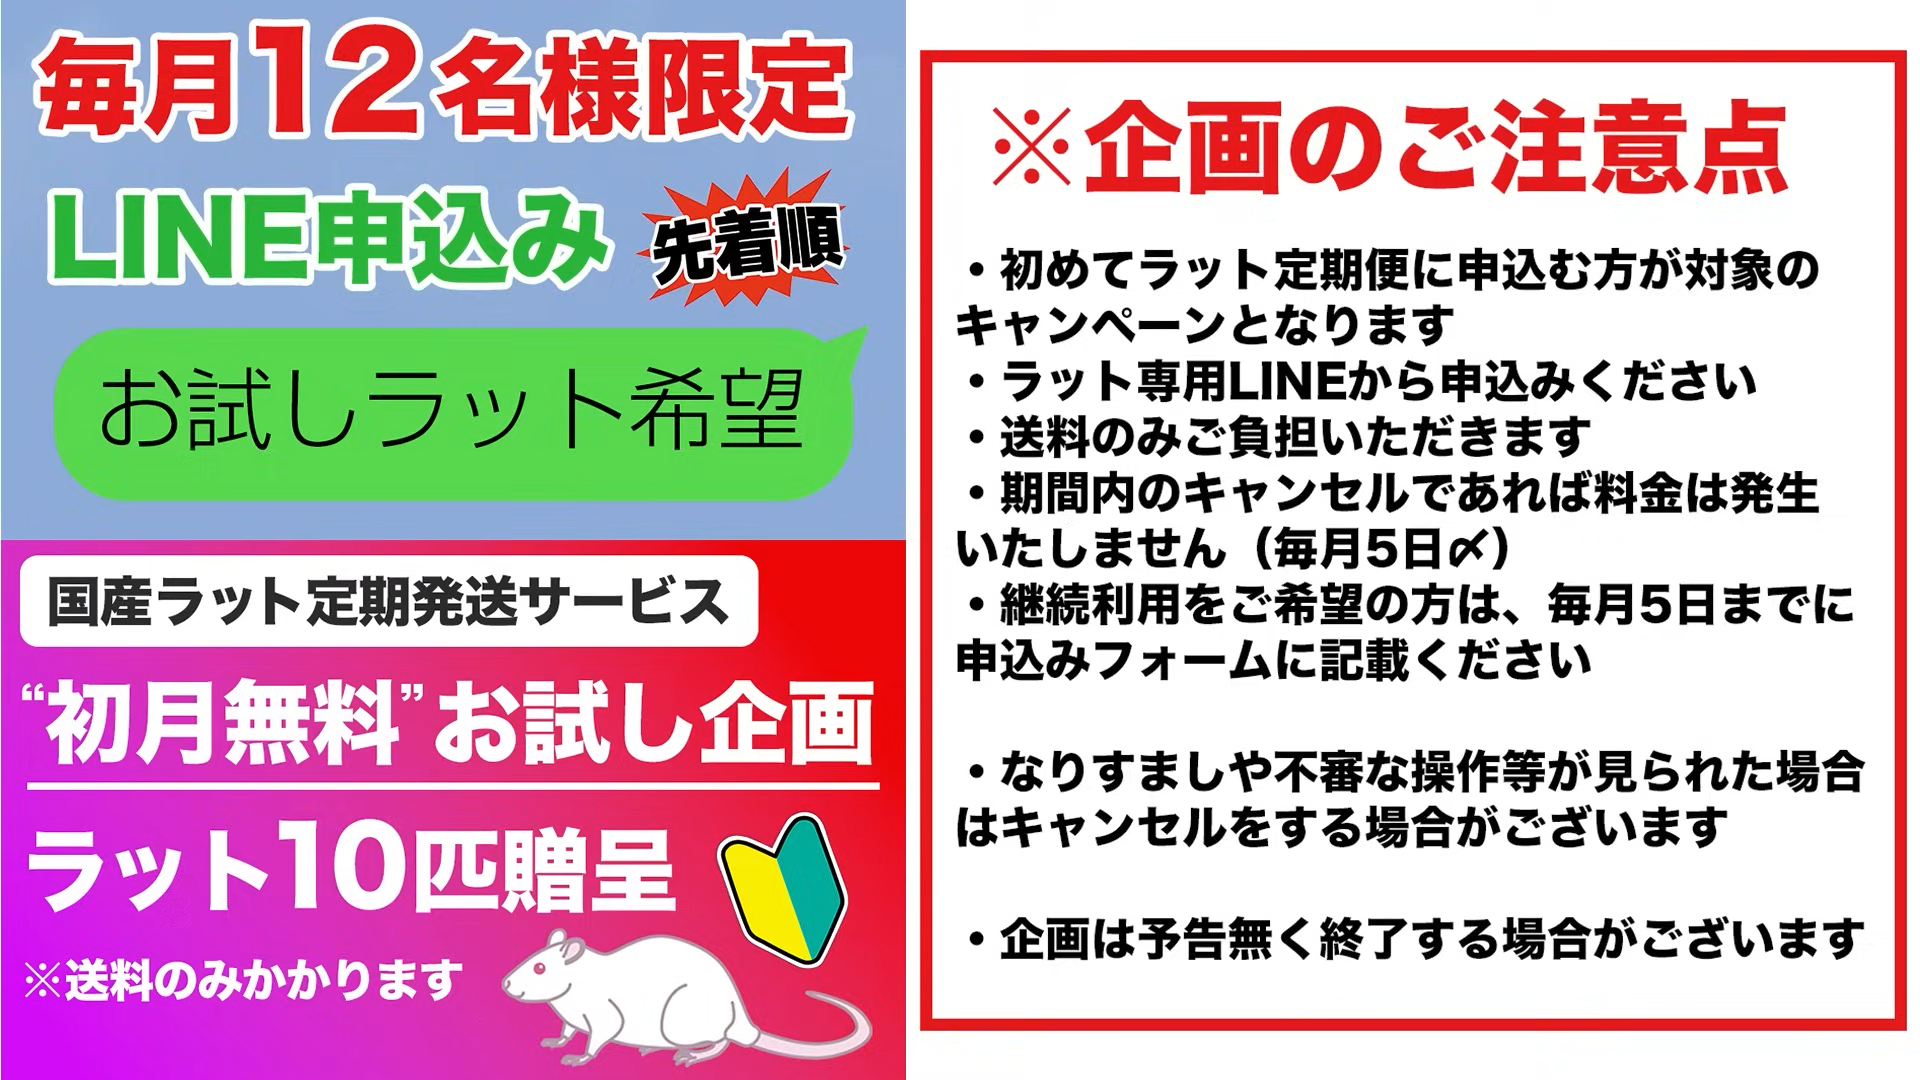 毎月12名様限定
LINE申込み
先着順
お試しラット希望
国産ラット定期発送サービス
“初月無料”お試し企画
ラット10匹贈呈
※送料のみかかります
※企画のご注意点
・初めてラット定期便に申込む方が対象の
キャンペーンとなります
・ラット専用LINEから申込みください
・送料のみご負担いただきます
・期間内のキャンセルであれば料金は発生
いたしません（毎月5日〆）
・継続利用をご希望の方は、毎月5日までに
申込みフォームに記載ください
・なりすましや不審な操作等が見られた場合
はキャンセルをする場合がございます
・企画は予告無く終了する場合がございます